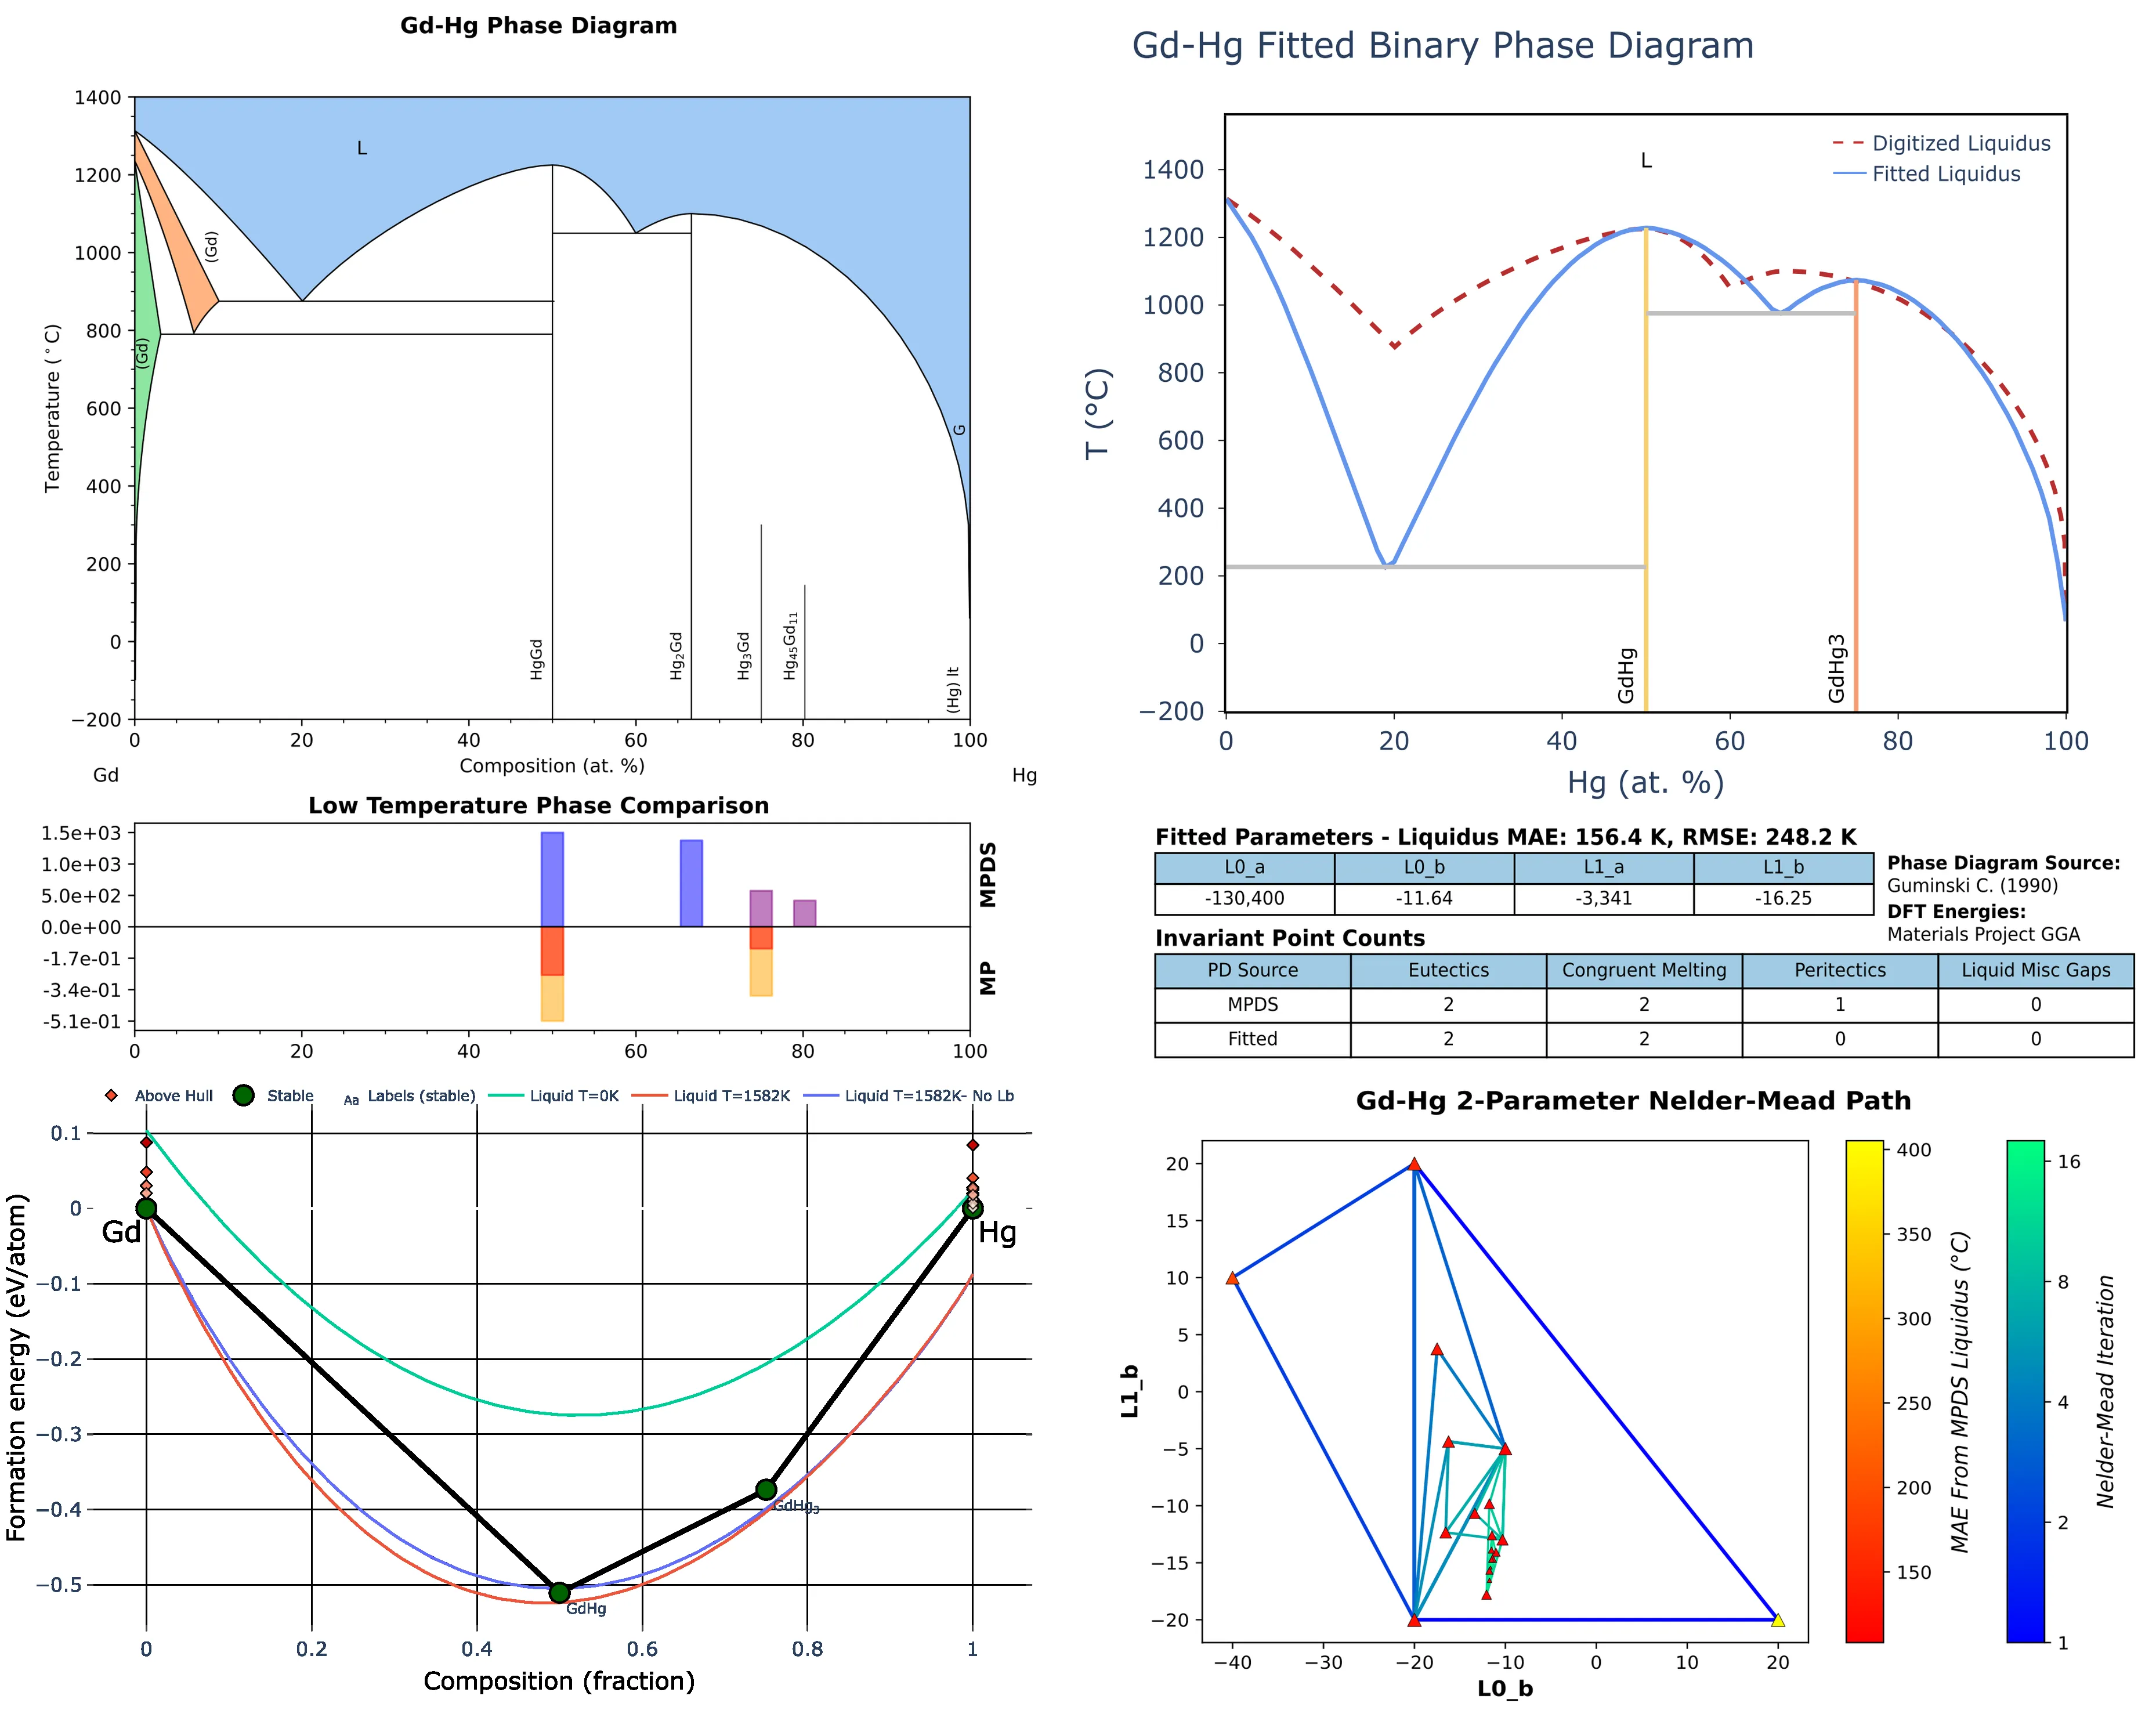 Gd-Hg Phase Diagram
1400
1200
1000
800
600
400
200
0
−200
Temperature (°C)
L
(Gd)
(Gd)
G
HgGd
Hg2Gd
Hg3Gd
Hg45Gd11
(Hg) lt
0 20 40 60 80 100
Composition (at. %)
Gd Hg
Gd-Hg Fitted Binary Phase Diagram
Digitized Liquidus
Fitted Liquidus
L
1400
1200
1000
800
600
400
200
0
−200
T (°C)
GdHg
GdHg3
0 20 40 60 80 100
Hg (at. %)
Low Temperature Phase Comparison
1.5e+03
1.0e+03
5.0e+02
0.0e+00
-1.7e-01
-3.4e-01
-5.1e-01
MPDS
MP
0 20 40 60 80 100
Fitted Parameters - Liquidus MAE: 156.4 K, RMSE: 248.2 K
L0_a L0_b L1_a L1_b
-130,400 -11.64 -3,341 -16.25
Phase Diagram Source:
Guminski C. (1990)
DFT Energies:
Materials Project GGA
Invariant Point Counts
PD Source Eutectics Congruent Melting Peritectics Liquid Misc Gaps
MPDS 2 2 1 0
Fitted 2 2 0 0
Above Hull Stable Aa Labels (stable) Liquid T=0K Liquid T=1582K Liquid T=1582K- No Lb
0.1
0
−0.1
−0.2
−0.3
−0.4
−0.5
Formation energy (eV/atom)
Gd
Hg
GdHg3
GdHg
0 0.2 0.4 0.6 0.8 1
Composition (fraction)
Gd-Hg 2-Parameter Nelder-Mead Path
20
15
10
5
0
−5
−10
−15
−20
L1_b
−40 −30 −20 −10 0 10 20
L0_b
400
350
300
250
200
150
MAE From MPDS Liquidus (°C)
16
8
4
2
1
Nelder-Mead Iteration